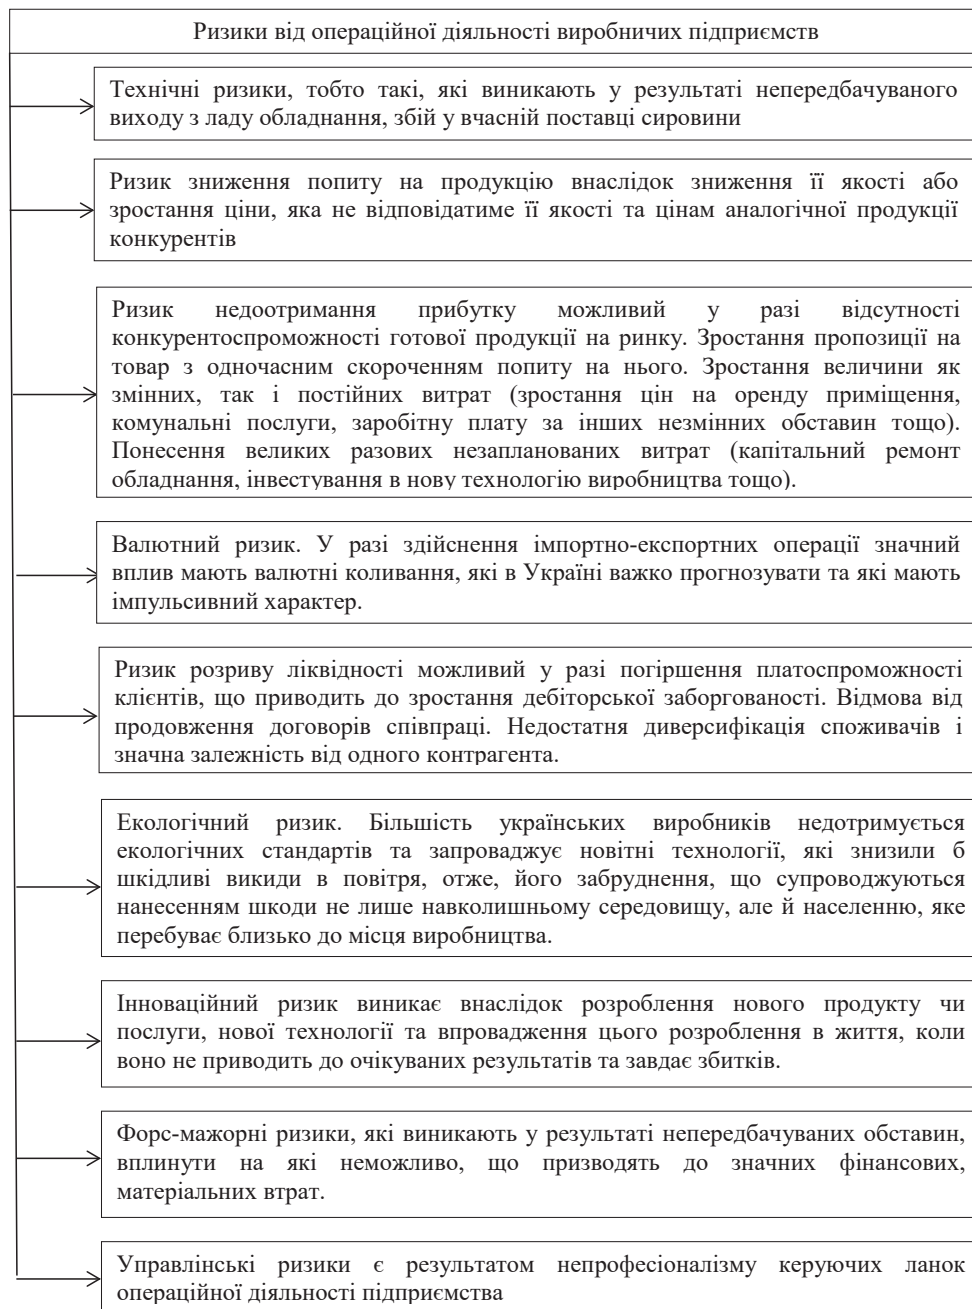 Ризики від операційної діяльності виробничих підприємств
Технічні ризики, тобто такі, які виникають у результаті непередбачуваного
виходу з ладу обладнання, збій у вчасній поставці сировини
Ризик зниження попиту на продукцію внаслідок зниження її якості або
зростання ціни, яка не відповідатиме її якості та цінам аналогічної продукції
конкурентів
Ризик недоотримання прибутку можливий у разі відсутності
конкурентоспроможності готової продукції на ринку. Зростання пропозиції на
товар з одночасним скороченням попиту на нього. Зростання величини як
змінних, так і постійних витрат (зростання цін на оренду приміщення,
комунальні послуги, заробітну плату за інших незмінних обставин тощо).
Понесення великих разових незапланованих витрат (капітальний ремонт
обладнання, інвестування в нову технологію виробництва тощо).
Валютний ризик. У разі здійснення імпортно-експортних операції значний
вплив мають валютні коливання, які в Україні важко прогнозувати та які мають
імпульсивний характер.
Ризик розриву ліквідності можливий у разі погіршення платоспроможності
клієнтів, що приводить до зростання дебіторської заборгованості. Відмова від
продовження договорів співпраці. Недостатня диверсифікація споживачів і
значна залежність від одного контрагента.
Екологічний ризик. Більшість українських виробників недотримується
екологічних стандартів та запроваджує новітні технології, які знизили б
шкідливі викиди в повітря, отже, його забруднення, що супроводжуються
нанесенням шкоди не лише навколишньому середовищу, але й населенню, яке
перебуває близько до місця виробництва.
Інноваційний ризик виникає внаслідок розроблення нового продукту чи
послуги, нової технології та впровадження цього розроблення в життя, коли
воно не приводить до очікуваних результатів та завдає збитків.
Форс-мажорні ризики, які виникають у результаті непередбачуваних обставин,
вплинути на які неможливо, що призводять до значних фінансових,
матеріальних втрат.
Управлінські ризики є результатом непрофесіоналізму керуючих ланок
операційної діяльності підприємства